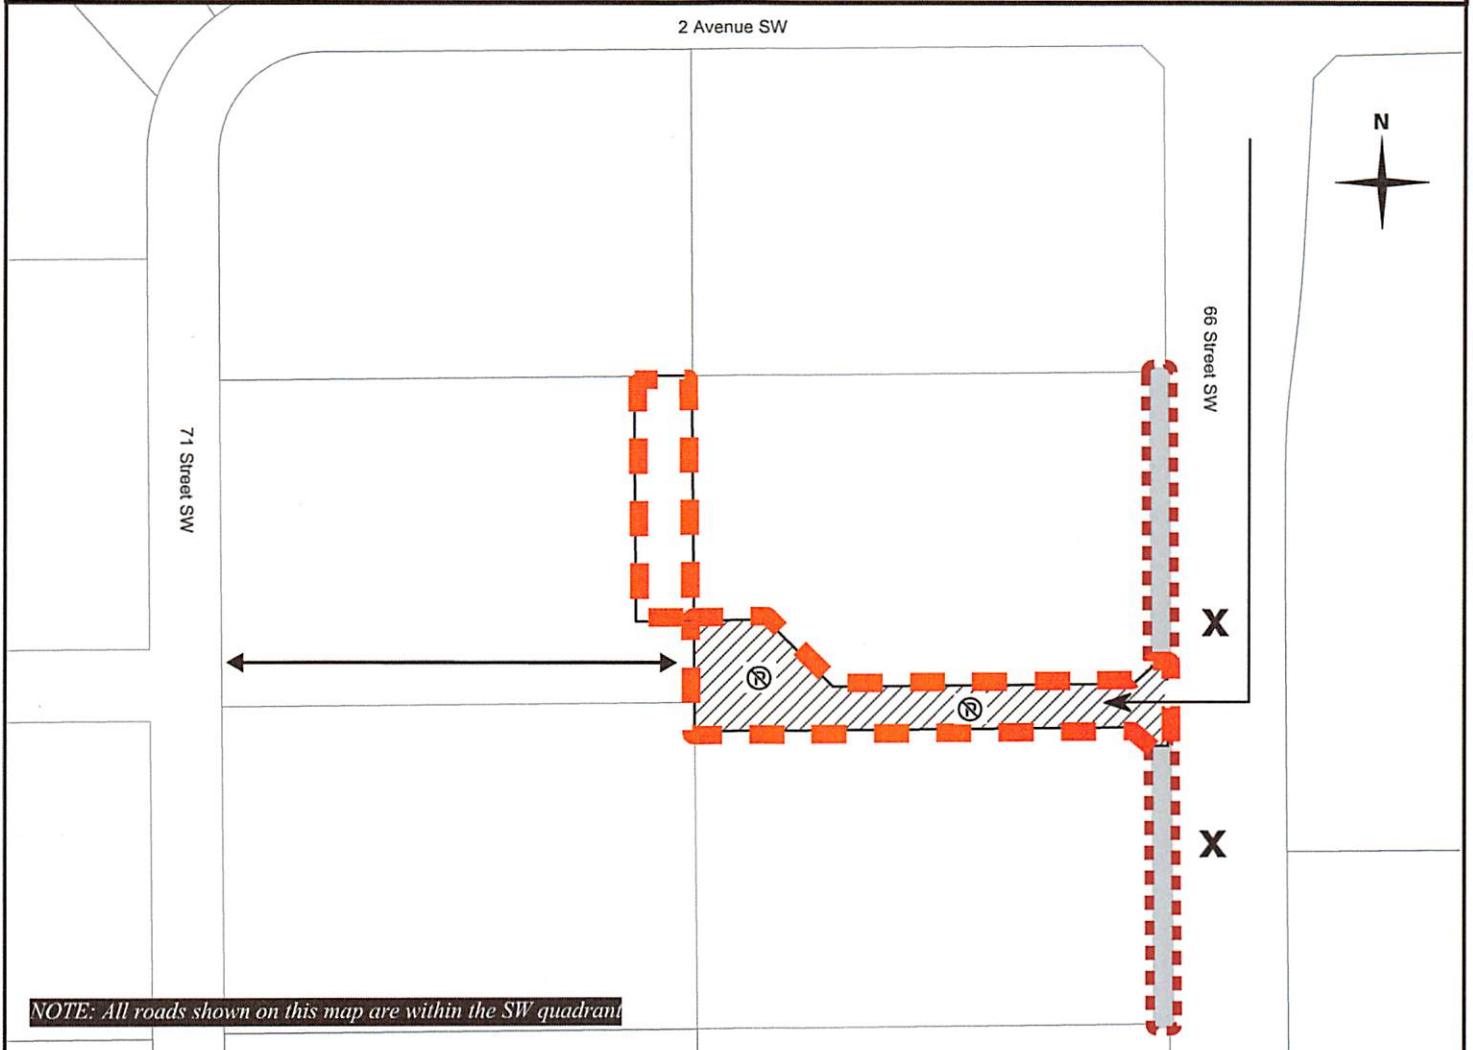 2 Avenue SW
N
66 Street SW
71 Street SW
X
X
NOTE: All roads shown on this map are within the SW quadrant